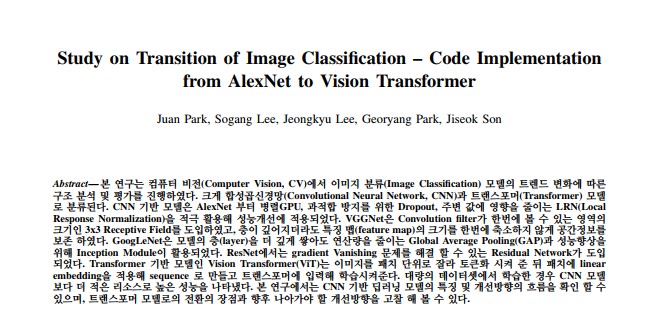 Study on Transition of Image Classification – Code Implementation
from AlexNet to Vision Transformer
Juan Park, Sogang Lee, Jeongkyu Lee, Georyang Park, Jiseok Son
Abstract—본 연구는 컴퓨터 비전(Computer Vision, CV)에서 이미지 분류(Image Classification) 모델의 트렌드 변화에 따른
구조 분석 및 평가를 진행하였다. 크게 합성곱신경망(Convolutional Neural Network, CNN)과 트랜스포머(Transformer) 모델
로 분류된다. CNN 기반 모델은 AlexNet 부터 병렬GPU, 과적합 방지를 위한 Dropout, 주변 값에 영향을 줄이는 LRN(Local
Response Normalization)을 적극 활용해 성능개선에 적용되었다. VGGNet은 Convolution filter가 한번에 볼 수 있는 영역의
크기인 3x3 Receptive Field를 도입하였고, 층이 깊어지더라도 특징 맵(feature map)의 크기를 한번에 축소하지 않게 공간정보를
보존 하였다. GoogLeNet은 모델의 층(layer)을 더 깊게 쌓아도 연산량을 줄이는 Global Average Pooling(GAP)과 성능향상을
위해 Inception Module이 활용되었다. ResNet에서는 gradient Vanishing 문제를 해결 할 수 있는 Residual Network가 도입
되었다. Transformer 기반 모델인 Vision Transformer(ViT)는 이미지를 패치 단위로 잘라 토큰화 시켜 준 뒤 패치에 linear
embedding을 적용해 sequence 로 만들고 트랜스포머에 입력해 학습시켜준다. 대량의 데이터셋에서 학습한 경우 CNN 모델
보다 더 적은 리소스로 높은 성능을 나타냈다. 본 연구에서는 CNN 기반 딥러닝 모델의 특징 및 개선방향의 흐름을 확인 할 수
있으며, 트랜스포머 모델로의 전환의 장점과 향후 나아가야 할 개선방향을 고찰 해 볼 수 있다.